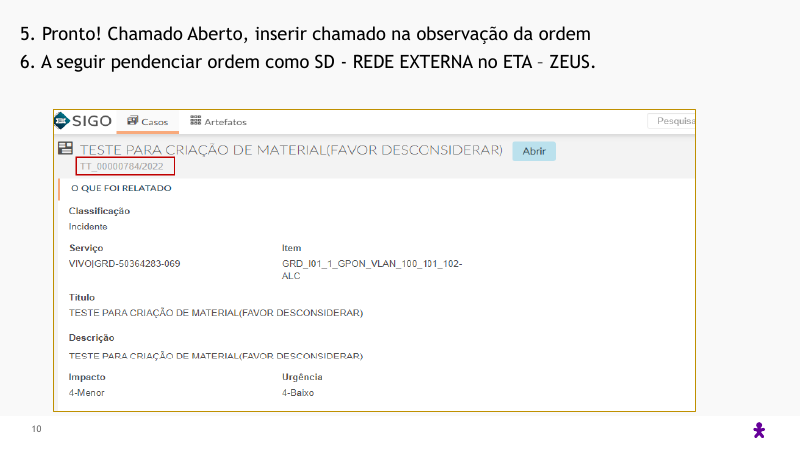 5. Pronto! Chamado Aberto, inserir chamado na observação da ordem
6. A seguir pendenciar ordem como SD - REDE EXTERNA no ETA – ZEUS.
SIGO Casos Artefatos Pesquisa
TESTE PARA CRIAÇÃO DE MATERIAL(FAVOR DESCONSIDERAR) Abrir
TT_00000784/2022
O QUE FOI RELATADO
Classificação
Incidente
Serviço Item
VIVO|GRD-50364283-069 GRD_I01_1_GPON_VLAN_100_101_102-
ALC
Título
TESTE PARA CRIAÇÃO DE MATERIAL(FAVOR DESCONSIDERAR)
Descrição
TESTE PARA CRIAÇÃO DE MATERIAL(FAVOR DESCONSIDERAR)
Impacto Urgência
4-Menor 4-Baixo
10